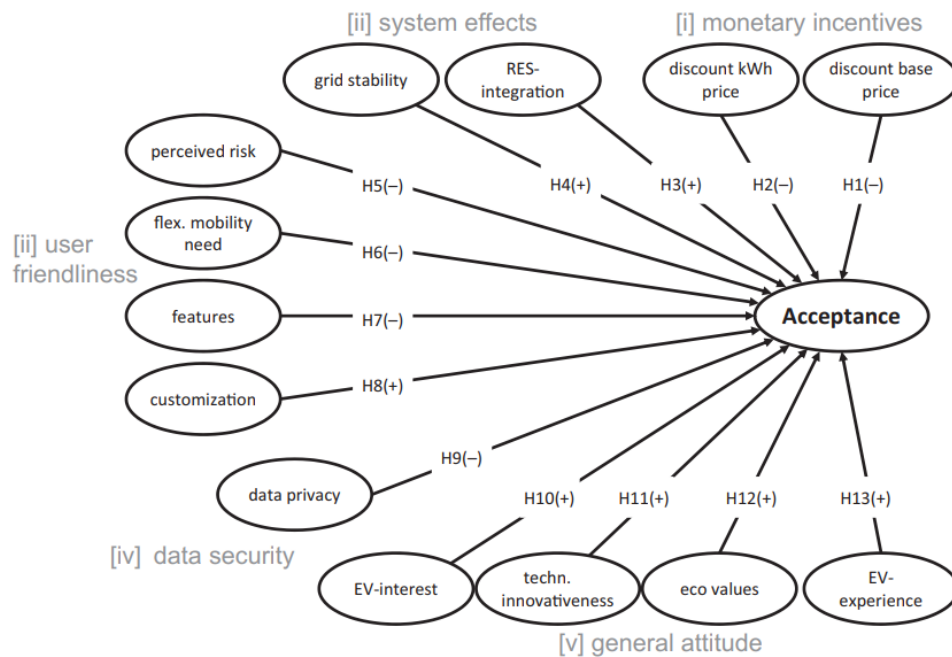 [ii] system effects
[i] monetary incentives
grid stability
RES-
integration
discount kWh
price
discount base
price
perceived risk
H5(–)
H4(+)
H3(+)
H2(–)
H1(–)
[ii] user
friendliness
flex. mobility
need
H6(–)
features
H7(–)
Acceptance
customization
H8(+)
data privacy
H9(–)
H10(+)
H11(+)
H12(+)
H13(+)
[iv] data security
EV-interest
techn.
innovativeness
eco values
EV-
experience
[v] general attitude